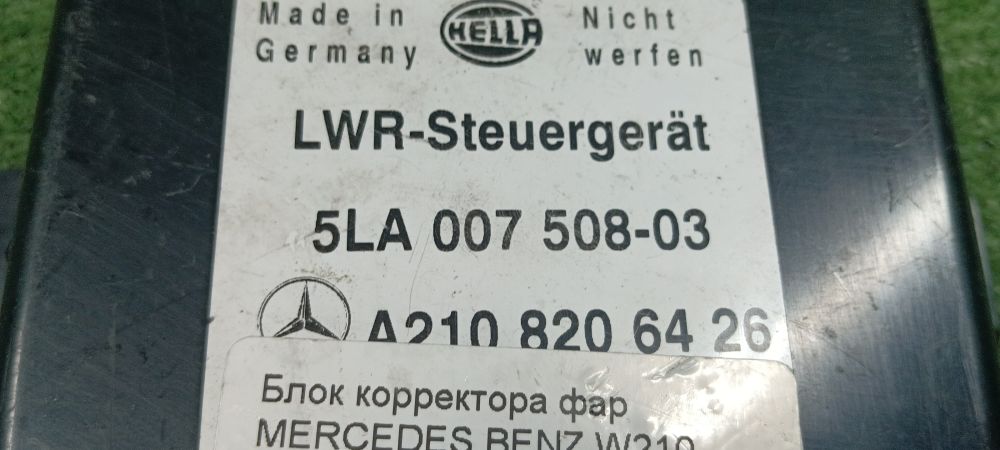 Made in HELLA Nicht
Germany werfen
LWR-Steuergerät
5LA 007 508-03
A210 820 64 26
Блок корректора фар
MERCEDES BENZ W210